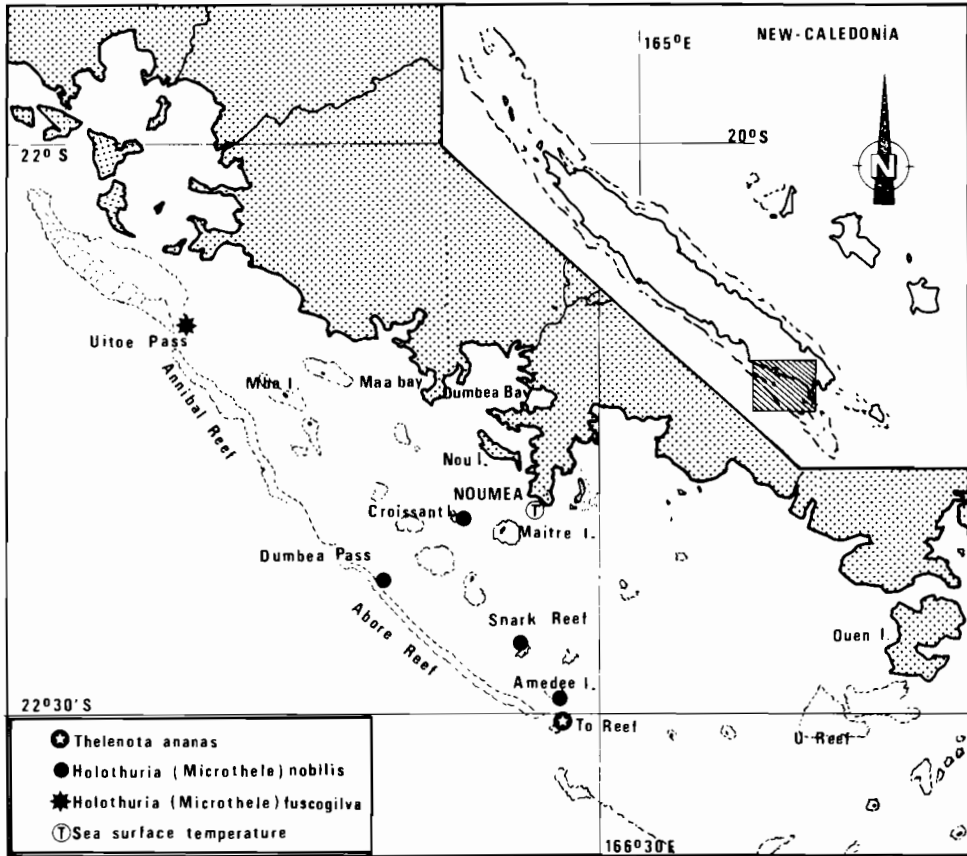 165°E
NEW-CALEDONIA
20°S
N
22° S
Uitoe Pass
Annibal Reef
Mba I.
Maa bay
Dumbea Bay
Nou I.
NOUMEA
T
Croissant I.
Maitre I.
Dumbea Pass
Abore Reef
Snark Reef
Ouen I.
Amedee I.
22°30'S
To Reef
U Reef
Thelenota ananas
Holothuria (Microthele) nobilis
Holothuria (Microthele) fuscogilva
T Sea surface temperature
166°30'E